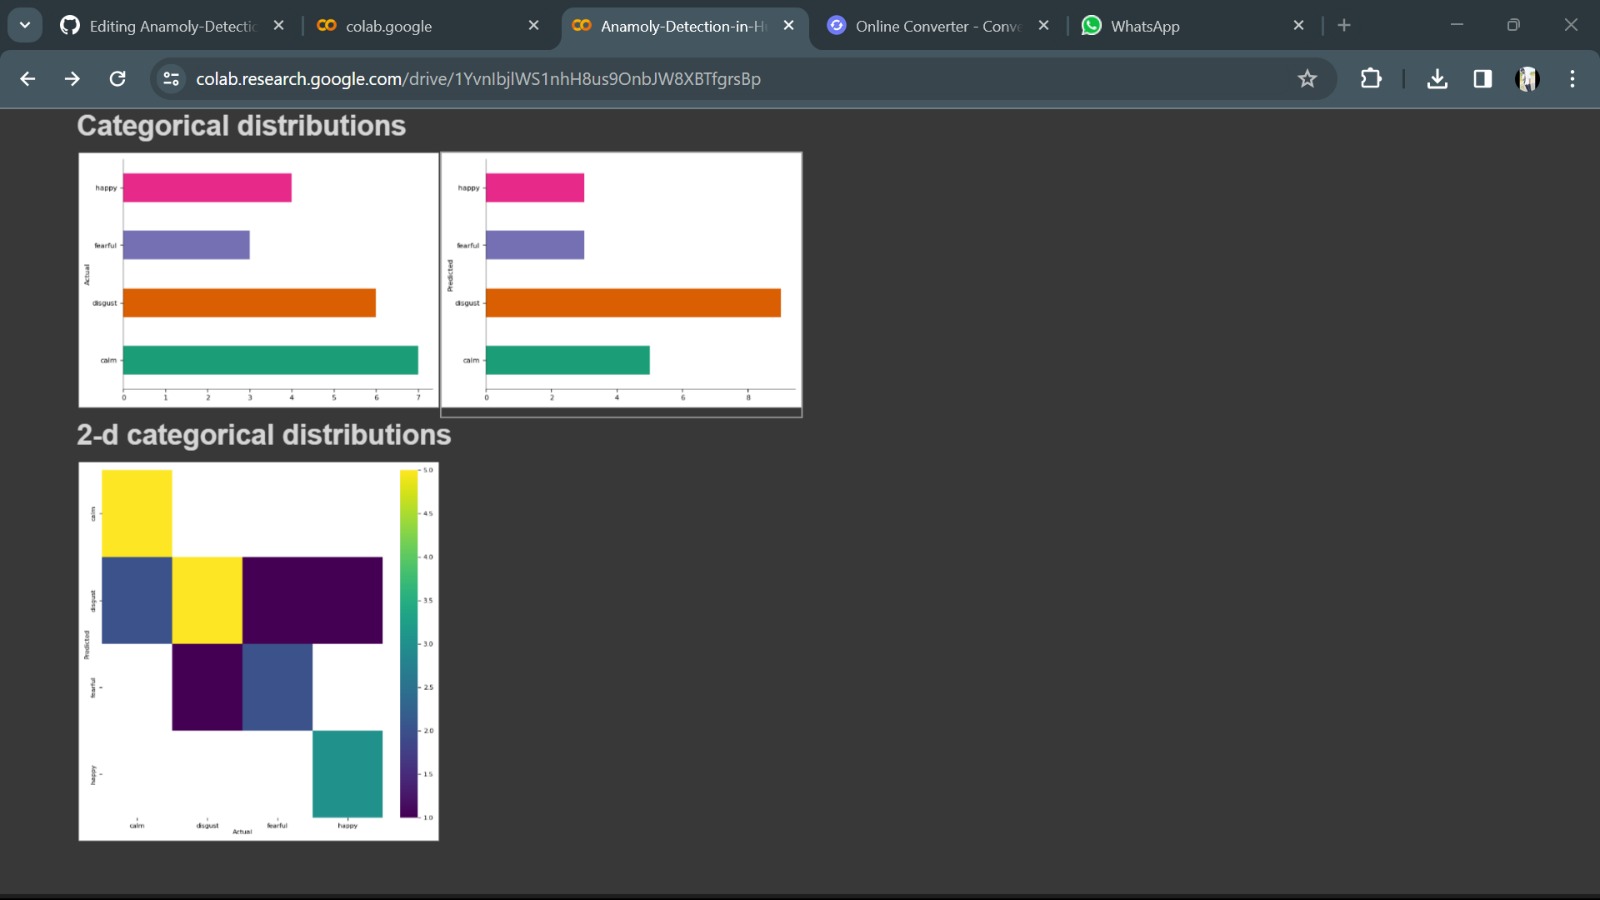 Editing Anamoly-Detectic
colab.google
Anamoly-Detection-in-H
Online Converter - Conve
WhatsApp
colab.research.google.com/drive/1YvnIbjlWS1nhH8us9OnbJW8XBTfgrsBp
Categorical distributions
happy
fearful
disgust
calm
Actual
0 1 2 3 4 5 6 7
happy
fearful
disgust
calm
Predicted
0 2 4 6 8
2-d categorical distributions
calm
disgust
fearful
happy
Predicted
calm disgust fearful happy
Actual
5.0
4.5
4.0
3.5
3.0
2.5
2.0
1.5
1.0